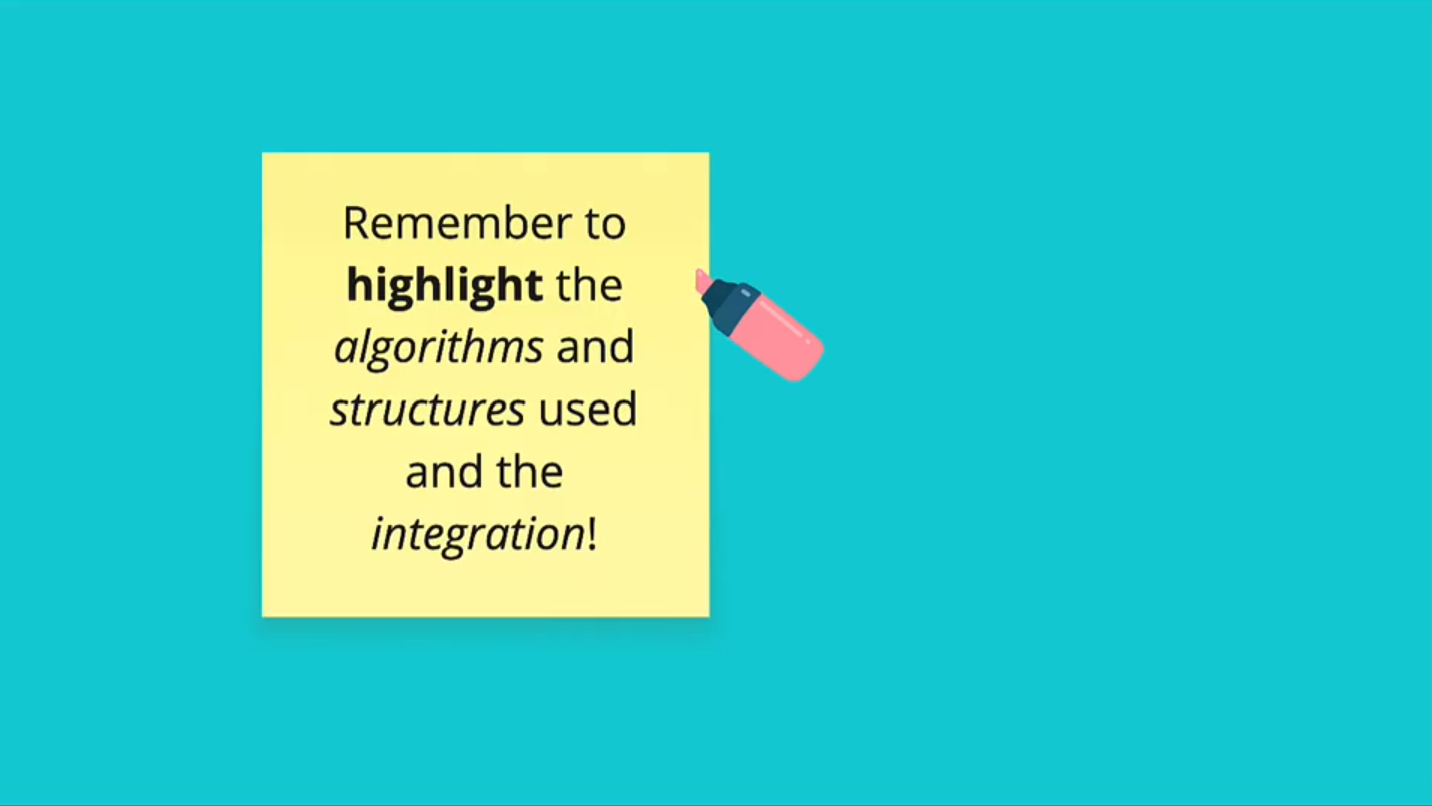 Remember to
highlight the
algorithms and
structures used
and the
integration!